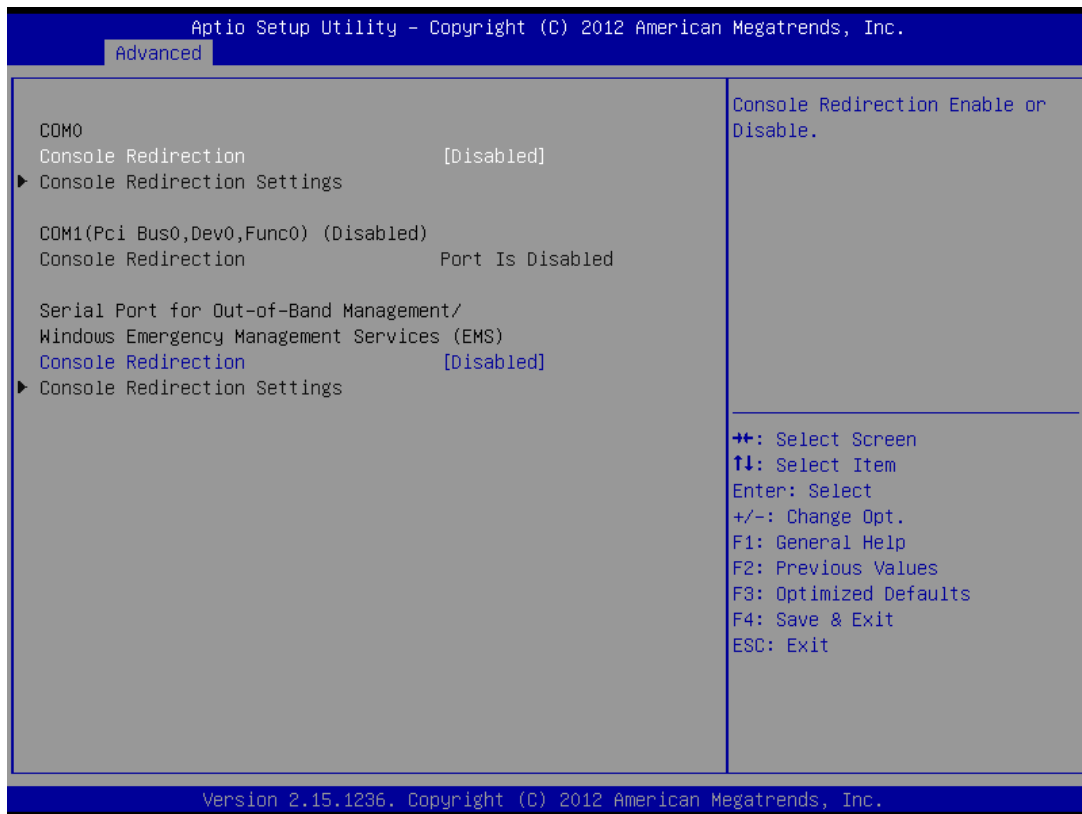 Aptio Setup Utility – Copyright (C) 2012 American Megatrends, Inc.
Advanced
COM0
Console Redirection [Disabled]
▶ Console Redirection Settings
COM1(Pci Bus0,Dev0,Func0) (Disabled)
Console Redirection Port Is Disabled
Serial Port for Out-of-Band Management/
Windows Emergency Management Services (EMS)
Console Redirection [Disabled]
▶ Console Redirection Settings
Console Redirection Enable or
Disable.
→←: Select Screen
↑↓: Select Item
Enter: Select
+/-: Change Opt.
F1: General Help
F2: Previous Values
F3: Optimized Defaults
F4: Save & Exit
ESC: Exit
Version 2.15.1236. Copyright (C) 2012 American Megatrends, Inc.